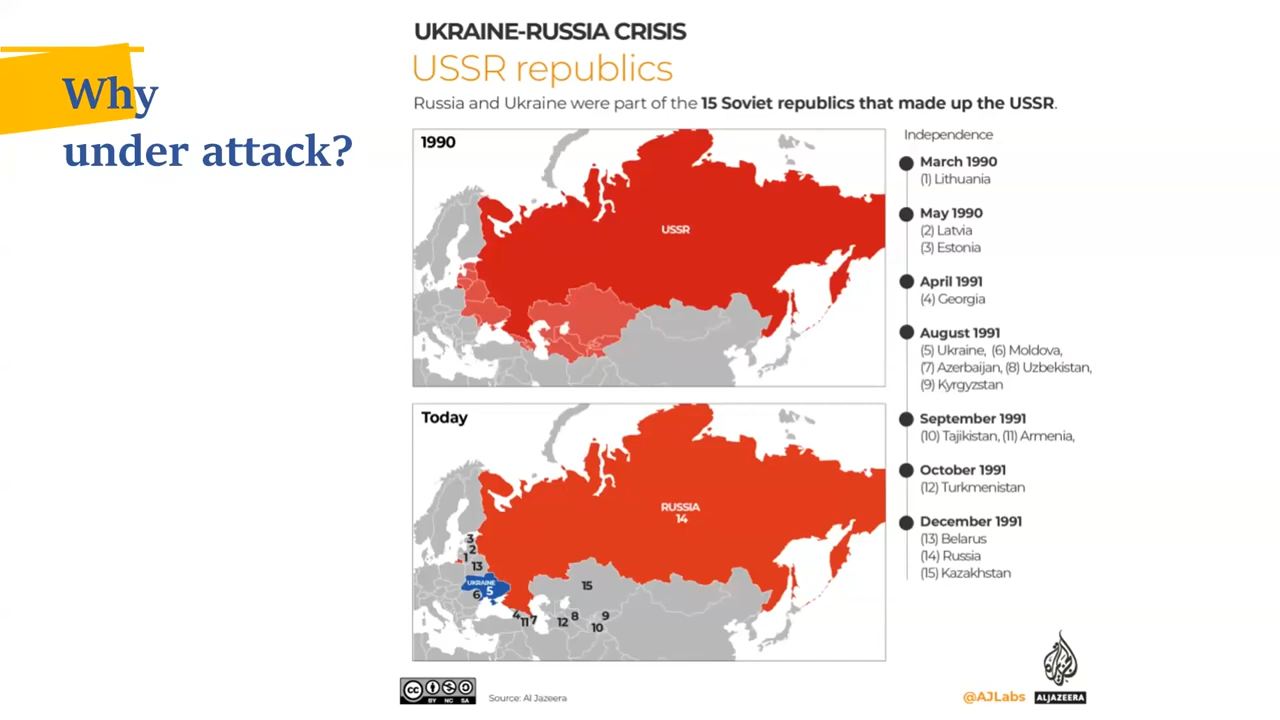 Why
under attack?
UKRAINE-RUSSIA CRISIS
USSR republics
Russia and Ukraine were part of the 15 Soviet republics that made up the USSR.
1990
USSR
Today
RUSSIA
14
3
2
1
13
UKRAINE
5
6
4
11
7
15
12
8
9
10
Independence
March 1990
(1) Lithuania
May 1990
(2) Latvia
(3) Estonia
April 1991
(4) Georgia
August 1991
(5) Ukraine, (6) Moldova,
(7) Azerbaijan, (8) Uzbekistan,
(9) Kyrgyzstan
September 1991
(10) Tajikistan, (11) Armenia,
October 1991
(12) Turkmenistan
December 1991
(13) Belarus
(14) Russia
(15) Kazakhstan
cc
BY NC SA
Source: Al Jazeera
@AJLabs
ALJAZEERA